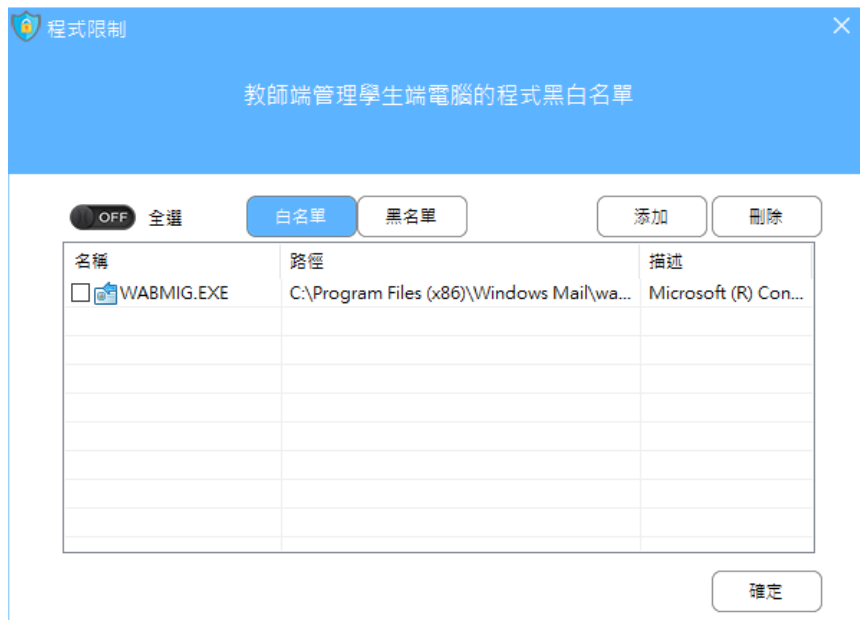 程式限制
教師端管理學生端電腦的程式黑白名單
OFF 全選 白名單 黑名單 添加 刪除
名稱 路徑 描述
WABMIG.EXE C:\Program Files (x86)\Windows Mail\wa... Microsoft (R) Con...
確定